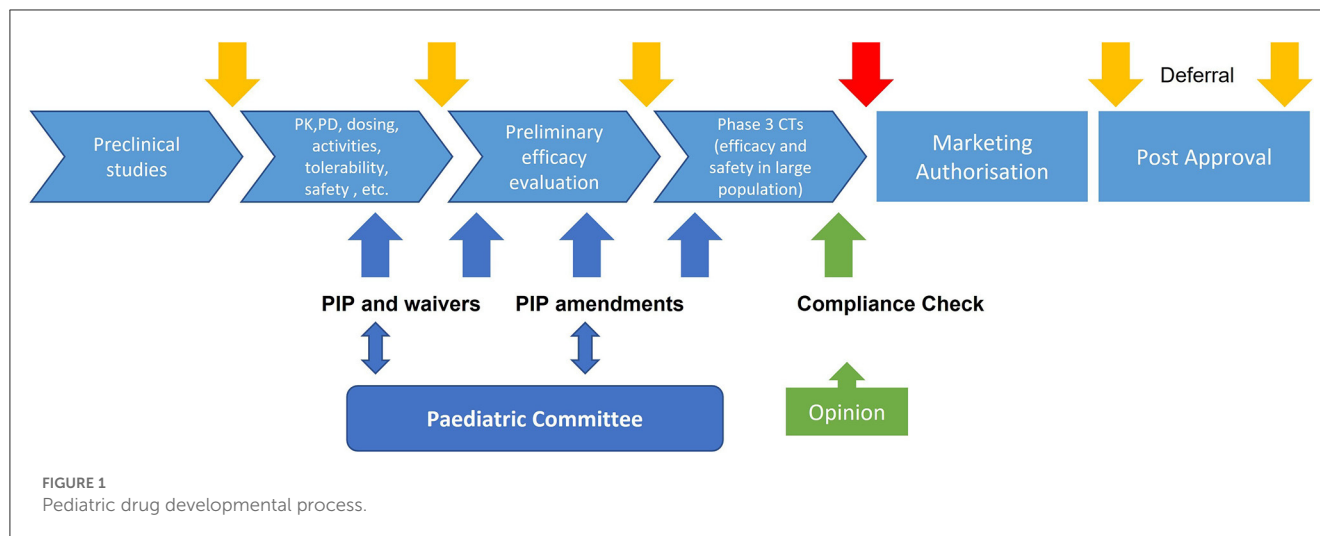 Deferral
Preclinical
studies
PK,PD, dosing,
activities,
tolerability,
safety , etc.
Preliminary
efficacy
evaluation
Phase 3 CTs
(efficacy and
safety in large
population)
Marketing
Authorisation
Post Approval
PIP and waivers
PIP amendments
Compliance Check
Paediatric Committee
Opinion
FIGURE 1
Pediatric drug developmental process.